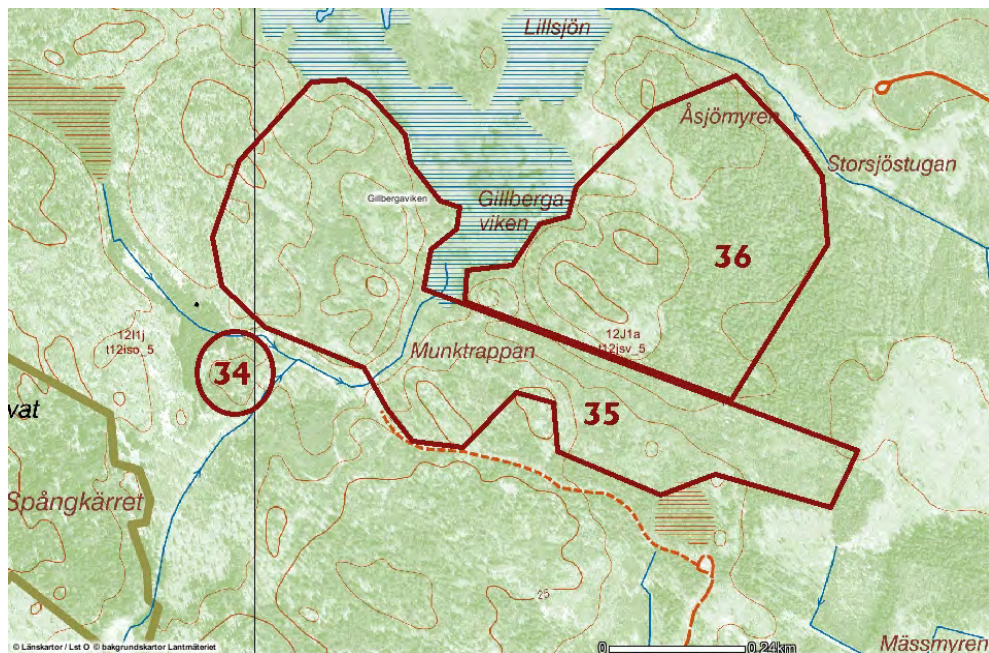 Lillsjön
Åsjömyren
Storsjöstugan
Gillbergaviken
Gillberga-
viken
36
12I1j
t12iso_5
12J1a
t12jsv_5
Munktrappan
34
35
vat
Spångkärret
25
© Länskartor / Lst O © bakgrundskartor Lantmäteriet
0
0.24km
Mässmyren